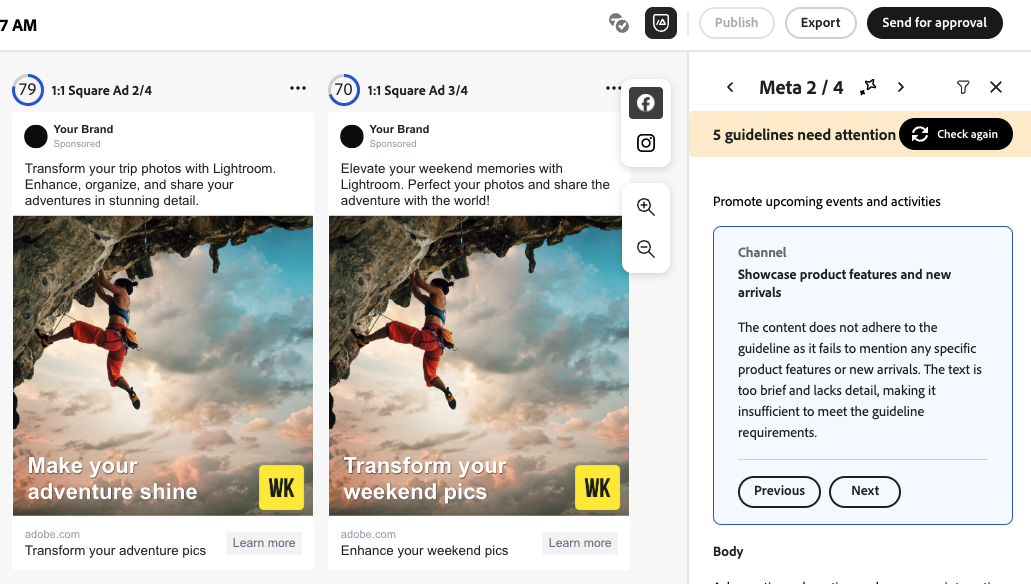 7 AM
Publish
Export
Send for approval
79
1:1 Square Ad 2/4
Your Brand
Sponsored
Transform your trip photos with Lightroom.
Enhance, organize, and share your
adventures in stunning detail.
Make your
adventure shine
WK
adobe.com
Transform your adventure pics
Learn more
70
1:1 Square Ad 3/4
Your Brand
Sponsored
Elevate your weekend memories with
Lightroom. Perfect your photos and share the
adventure with the world!
Transform your
weekend pics
WK
adobe.com
Enhance your weekend pics
Learn more
Meta 2 / 4
5 guidelines need attention
Check again
Promote upcoming events and activities
Channel
Showcase product features and new
arrivals
The content does not adhere to the
guideline as it fails to mention any specific
product features or new arrivals. The text is
too brief and lacks detail, making it
insufficient to meet the guideline
requirements.
Previous
Next
Body